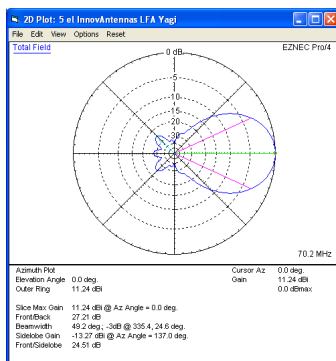 2D Plot: 5 el InnovAntennas LFA Yagi
File Edit View Options Reset
Total Field
EZNEC Pro/4
0 dB
-5
-10
-15
-20
-30
70.2 MHz
Azimuth Plot
Elevation Angle 0.0 deg.
Outer Ring 11.24 dBi
Cursor Az 0.0 deg.
Gain 11.24 dBi
0.0 dBmax
Slice Max Gain 11.24 dBi @ Az Angle = 0.0 deg.
Front/Back 27.21 dB
Beamwidth 49.2 deg.; -3dB @ 335.4, 24.6 deg.
Sidelobe Gain -13.27 dBi @ Az Angle = 137.0 deg.
Front/Sidelobe 24.51 dB